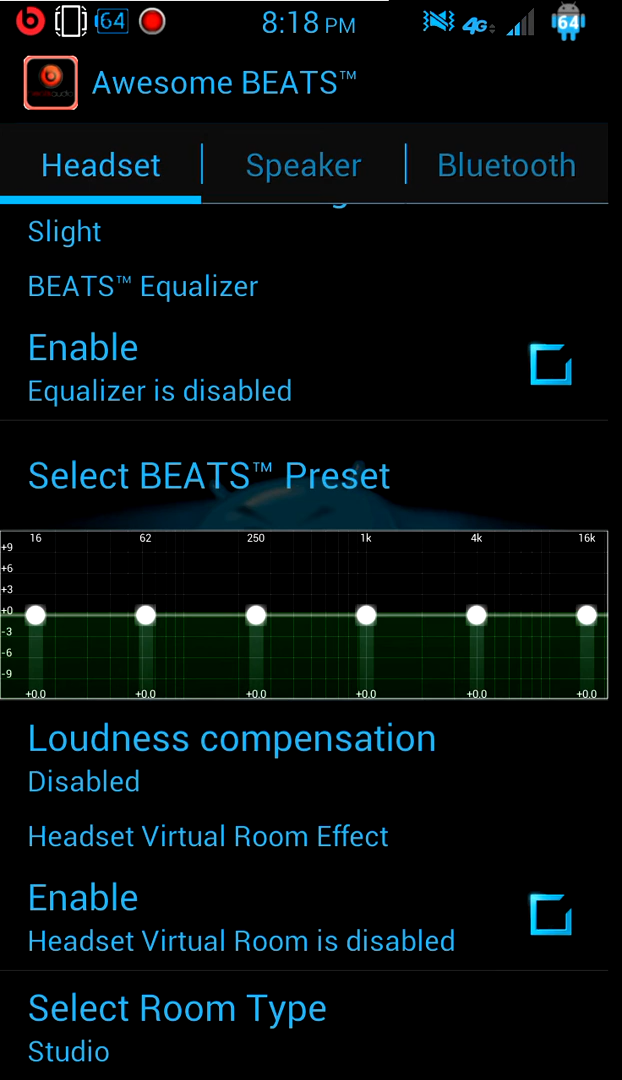 64 8:18 PM 4G 64
Awesome BEATS™
Headset Speaker Bluetooth
Slight
BEATS™ Equalizer
Enable
Equalizer is disabled
Select BEATS™ Preset
16 62 250 1k 4k 16k
+9
+6
+3
+0
-3
-6
-9
+0.0 +0.0 +0.0 +0.0 +0.0 +0.0
Loudness compensation
Disabled
Headset Virtual Room Effect
Enable
Headset Virtual Room is disabled
Select Room Type
Studio